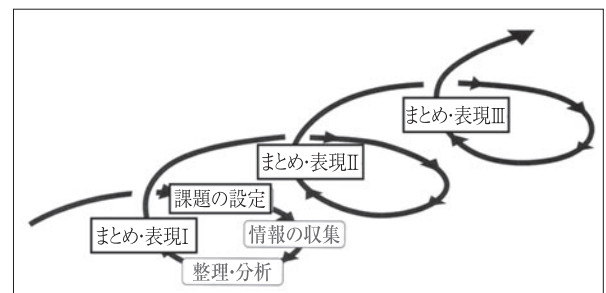 まとめ・表現Ⅲ
まとめ・表現Ⅱ
課題の設定
まとめ・表現Ⅰ
情報の収集
整理・分析